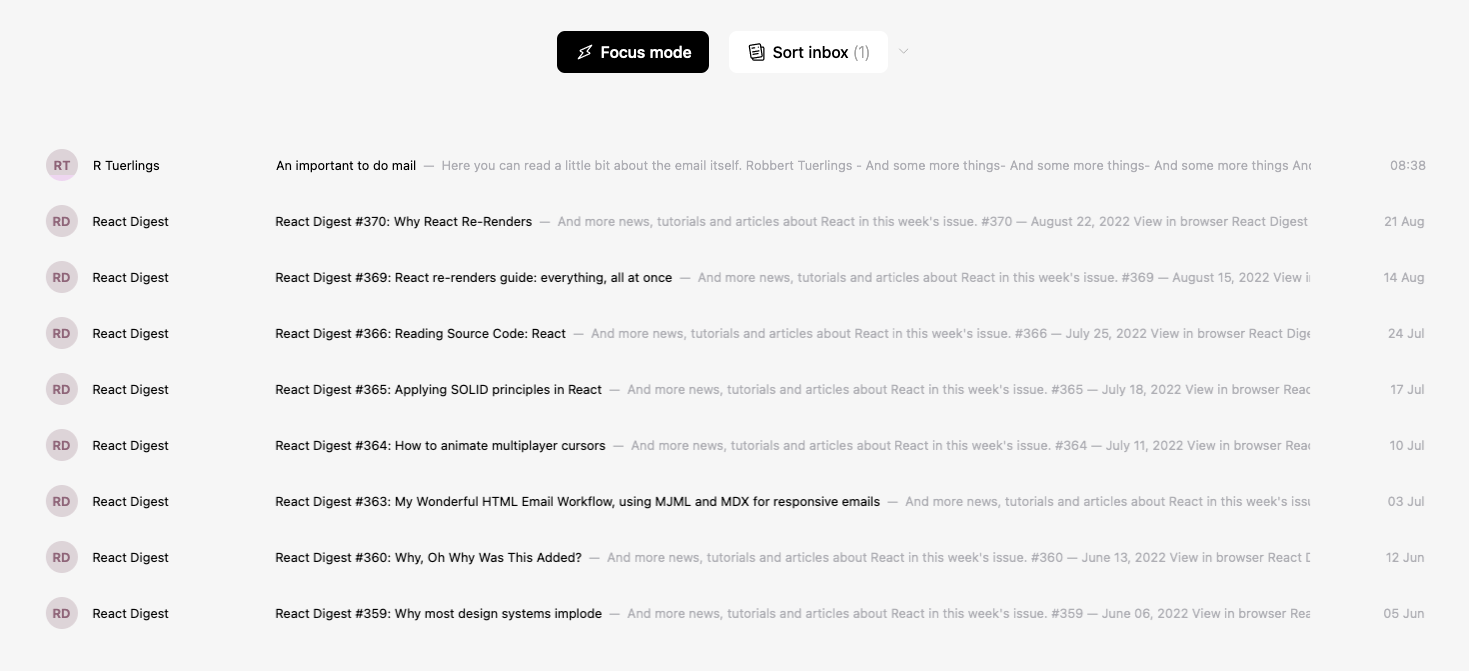 Focus mode Sort inbox (1)
RT R Tuerlings An important to do mail — Here you can read a little bit about the email itself. Robbert Tuerlings - And some more things- And some more things- And some more things And 08:38
RD React Digest React Digest #370: Why React Re-Renders — And more news, tutorials and articles about React in this week's issue. #370 — August 22, 2022 View in browser React Digest 21 Aug
RD React Digest React Digest #369: React re-renders guide: everything, all at once — And more news, tutorials and articles about React in this week's issue. #369 — August 15, 2022 View i 14 Aug
RD React Digest React Digest #366: Reading Source Code: React — And more news, tutorials and articles about React in this week's issue. #366 — July 25, 2022 View in browser React Dige 24 Jul
RD React Digest React Digest #365: Applying SOLID principles in React — And more news, tutorials and articles about React in this week's issue. #365 — July 18, 2022 View in browser Reac 17 Jul
RD React Digest React Digest #364: How to animate multiplayer cursors — And more news, tutorials and articles about React in this week's issue. #364 — July 11, 2022 View in browser Reac 10 Jul
RD React Digest React Digest #363: My Wonderful HTML Email Workflow, using MJML and MDX for responsive emails — And more news, tutorials and articles about React in this week's issu 03 Jul
RD React Digest React Digest #360: Why, Oh Why Was This Added? — And more news, tutorials and articles about React in this week's issue. #360 — June 13, 2022 View in browser React D 12 Jun
RD React Digest React Digest #359: Why most design systems implode — And more news, tutorials and articles about React in this week's issue. #359 — June 06, 2022 View in browser Rea 05 Jun